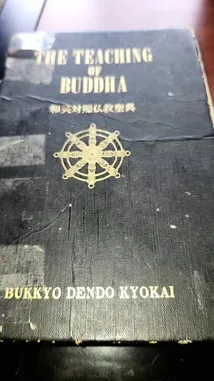 THE TEACHING
OF
BUDDHA
和英対照仏教聖典
BUKKYO DENDO KYOKAI